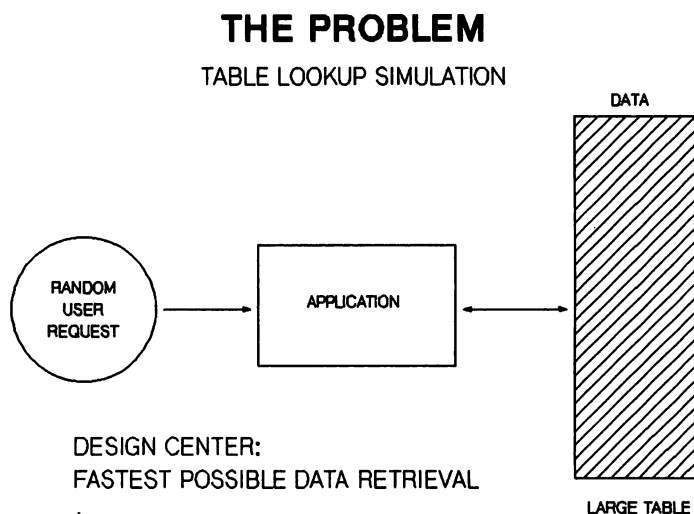 THE PROBLEM
TABLE LOOKUP SIMULATION
DATA
RANDOM
USER
REQUEST
APPLICATION
DESIGN CENTER:
FASTEST POSSIBLE DATA RETRIEVAL
LARGE TABLE